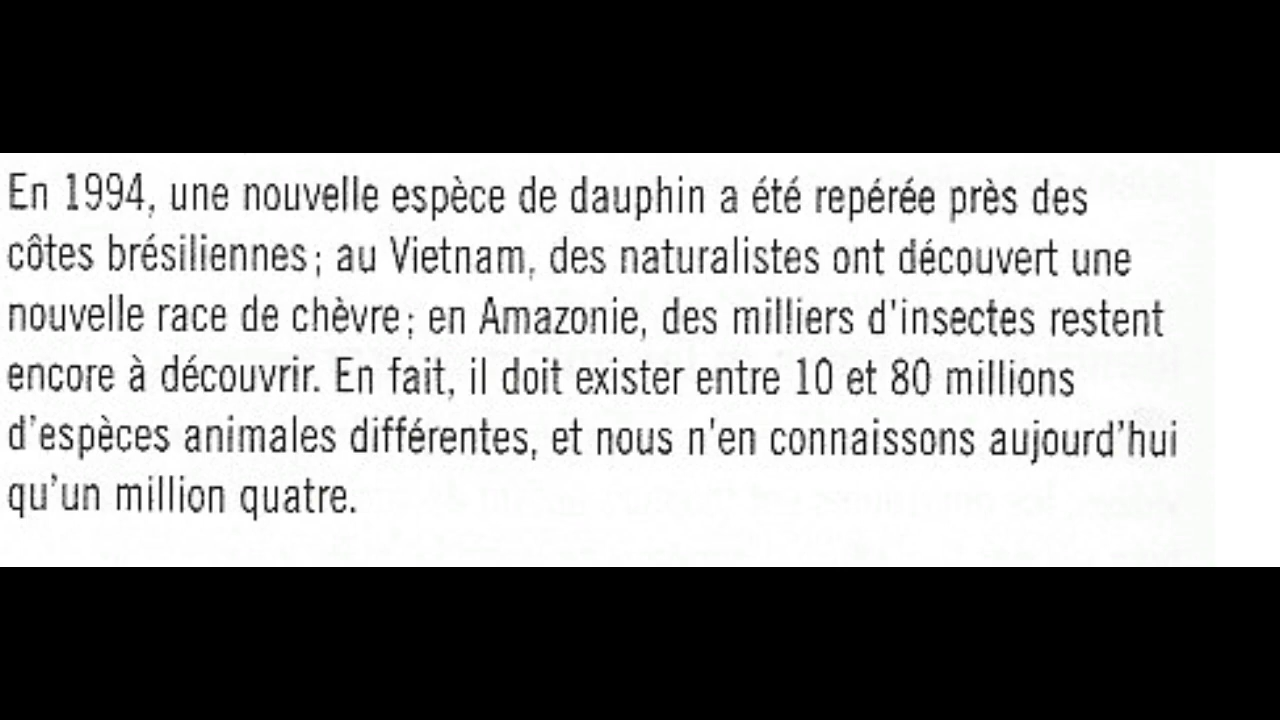 En 1994, une nouvelle espèce de dauphin a été repérée près des
côtes brésiliennes ; au Vietnam, des naturalistes ont découvert une
nouvelle race de chèvre ; en Amazonie, des milliers d'insectes restent
encore à découvrir. En fait, il doit exister entre 10 et 80 millions
d'espèces animales différentes, et nous n'en connaissons aujourd'hui
qu'un million quatre.